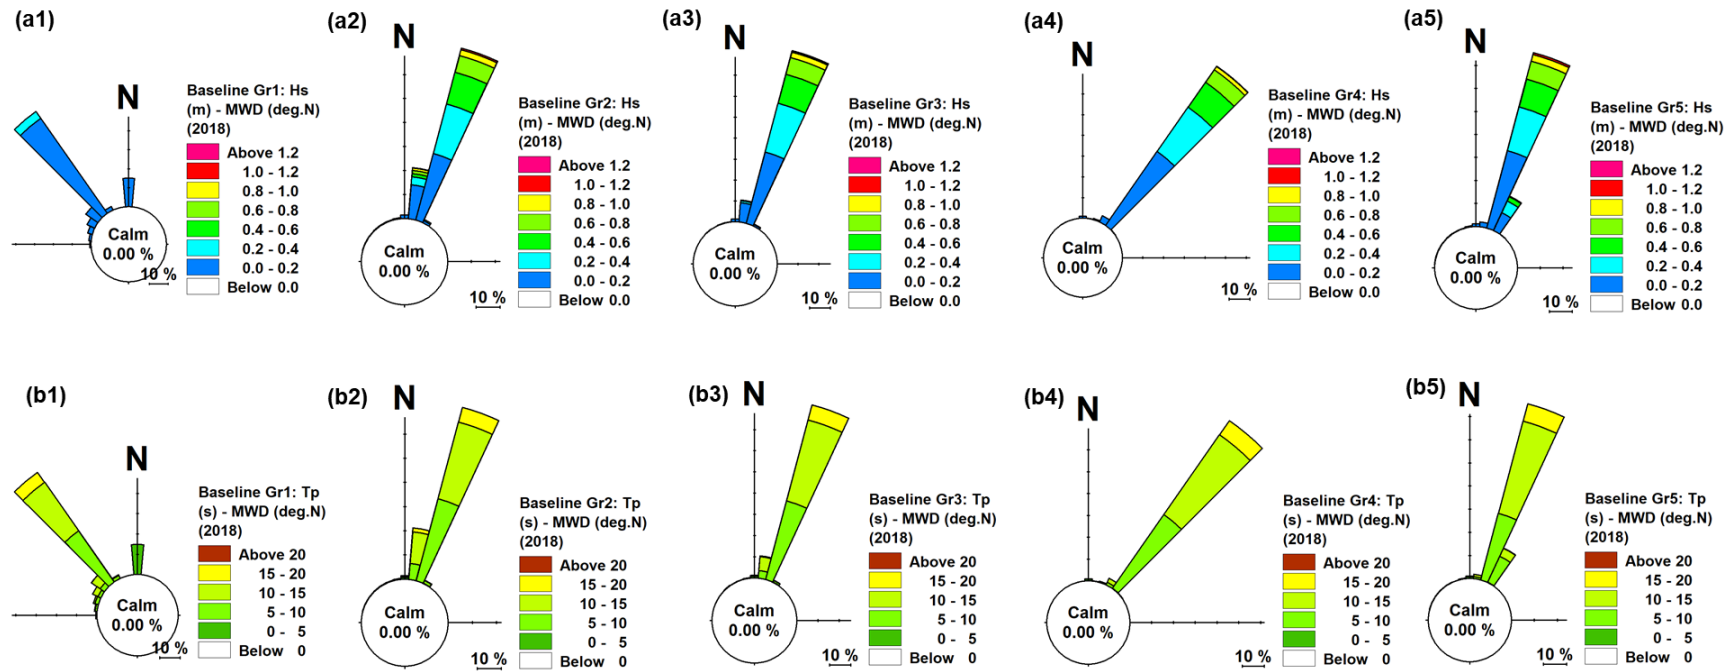 (a1)
N
Baseline Gr1: Hs
(m) - MWD (deg.N)
(2018)
Above 1.2
1.0 - 1.2
0.8 - 1.0
0.6 - 0.8
0.4 - 0.6
0.2 - 0.4
0.0 - 0.2
Below 0.0
Calm
0.00 %
10 %
(a2)
N
Baseline Gr2: Hs
(m) - MWD (deg.N)
(2018)
Above 1.2
1.0 - 1.2
0.8 - 1.0
0.6 - 0.8
0.4 - 0.6
0.2 - 0.4
0.0 - 0.2
Below 0.0
Calm
0.00 %
10 %
(a3)
N
Baseline Gr3: Hs
(m) - MWD (deg.N)
(2018)
Above 1.2
1.0 - 1.2
0.8 - 1.0
0.6 - 0.8
0.4 - 0.6
0.2 - 0.4
0.0 - 0.2
Below 0.0
Calm
0.00 %
10 %
(a4)
N
Baseline Gr4: Hs
(m) - MWD (deg.N)
(2018)
Above 1.2
1.0 - 1.2
0.8 - 1.0
0.6 - 0.8
0.4 - 0.6
0.2 - 0.4
0.0 - 0.2
Below 0.0
Calm
0.00 %
10 %
(a5)
N
Baseline Gr5: Hs
(m) - MWD (deg.N)
(2018)
Above 1.2
1.0 - 1.2
0.8 - 1.0
0.6 - 0.8
0.4 - 0.6
0.2 - 0.4
0.0 - 0.2
Below 0.0
Calm
0.00 %
10 %
(b1)
N
Baseline Gr1: Tp
(s) - MWD (deg.N)
(2018)
Above 20
15 - 20
10 - 15
5 - 10
0 - 5
Below 0
Calm
0.00 %
10 %
(b2)
N
Baseline Gr2: Tp
(s) - MWD (deg.N)
(2018)
Above 20
15 - 20
10 - 15
5 - 10
0 - 5
Below 0
Calm
0.00 %
10 %
(b3)
N
Baseline Gr3: Tp
(s) - MWD (deg.N)
(2018)
Above 20
15 - 20
10 - 15
5 - 10
0 - 5
Below 0
Calm
0.00 %
10 %
(b4)
N
Baseline Gr4: Tp
(s) - MWD (deg.N)
(2018)
Above 20
15 - 20
10 - 15
5 - 10
0 - 5
Below 0
Calm
0.00 %
10 %
(b5)
N
Baseline Gr5: Tp
(s) - MWD (deg.N)
(2018)
Above 20
15 - 20
10 - 15
5 - 10
0 - 5
Below 0
Calm
0.00 %
10 %